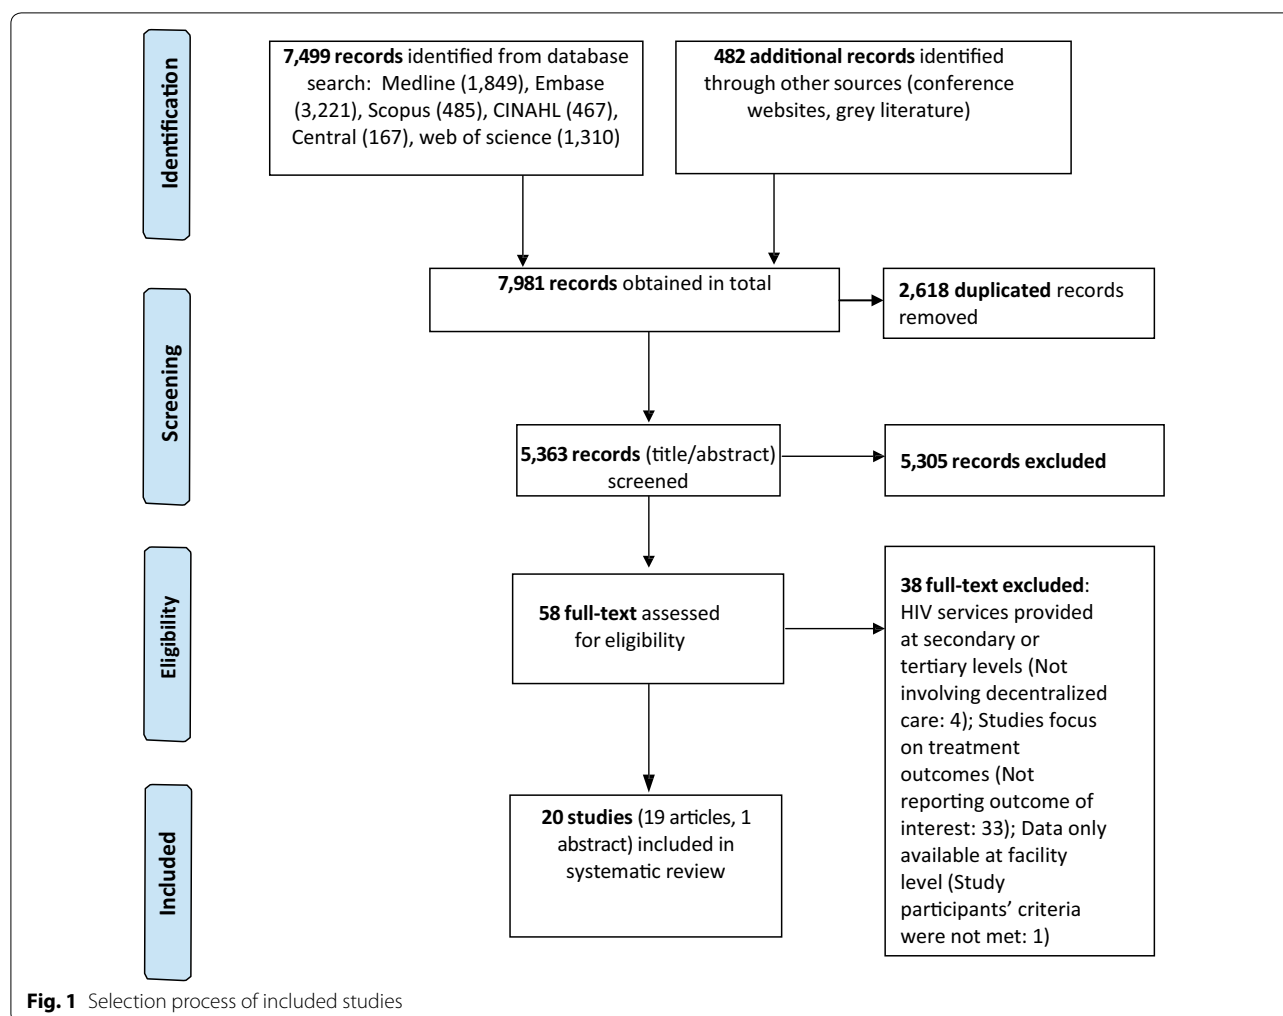 Identification
7,499 records identified from database
search:  Medline (1,849), Embase
(3,221), Scopus (485), CINAHL (467),
Central (167), web of science (1,310)
482 additional records identified
through other sources (conference
websites, grey literature)
Screening
7,981 records obtained in total
2,618 duplicated records
removed
5,363 records (title/abstract)
screened
5,305 records excluded
Eligibility
58 full-text assessed
for eligibility
38 full-text excluded:
HIV services provided
at secondary or
tertiary levels (Not
involving decentralized
care: 4); Studies focus
on treatment
outcomes (Not
reporting outcome of
interest: 33); Data only
available at facility
level (Study
participants’ criteria
were not met: 1)
Included
20 studies (19 articles, 1
abstract) included in
systematic review
Fig. 1 Selection process of included studies